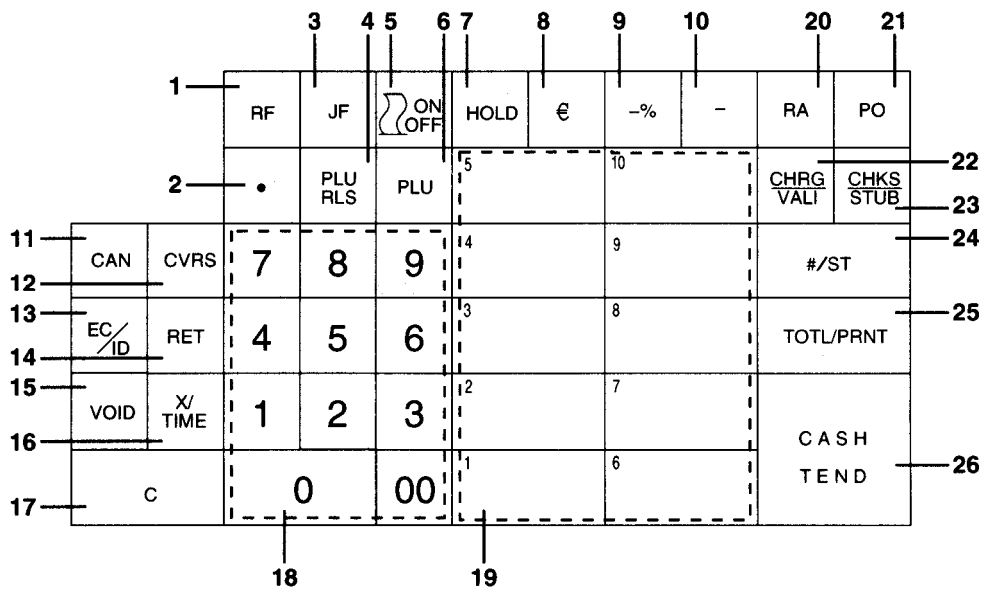 3 4 5 6 7 8 9 10 20 21
1 RF JF ON OFF HOLD € –% – RA PO
2 • PLU RLS PLU 5 10 CHRG VALI CHKS STUB 22
23
11 CAN CVRS 7 8 9 4 9 #/ST 24
12
13 EC/ID RET 4 5 6 3 8 TOTL/PRNT 25
14
15 VOID X/TIME 1 2 3 2 7 CASH
16
TEND 26
17 C 0 00 1 6
18 19